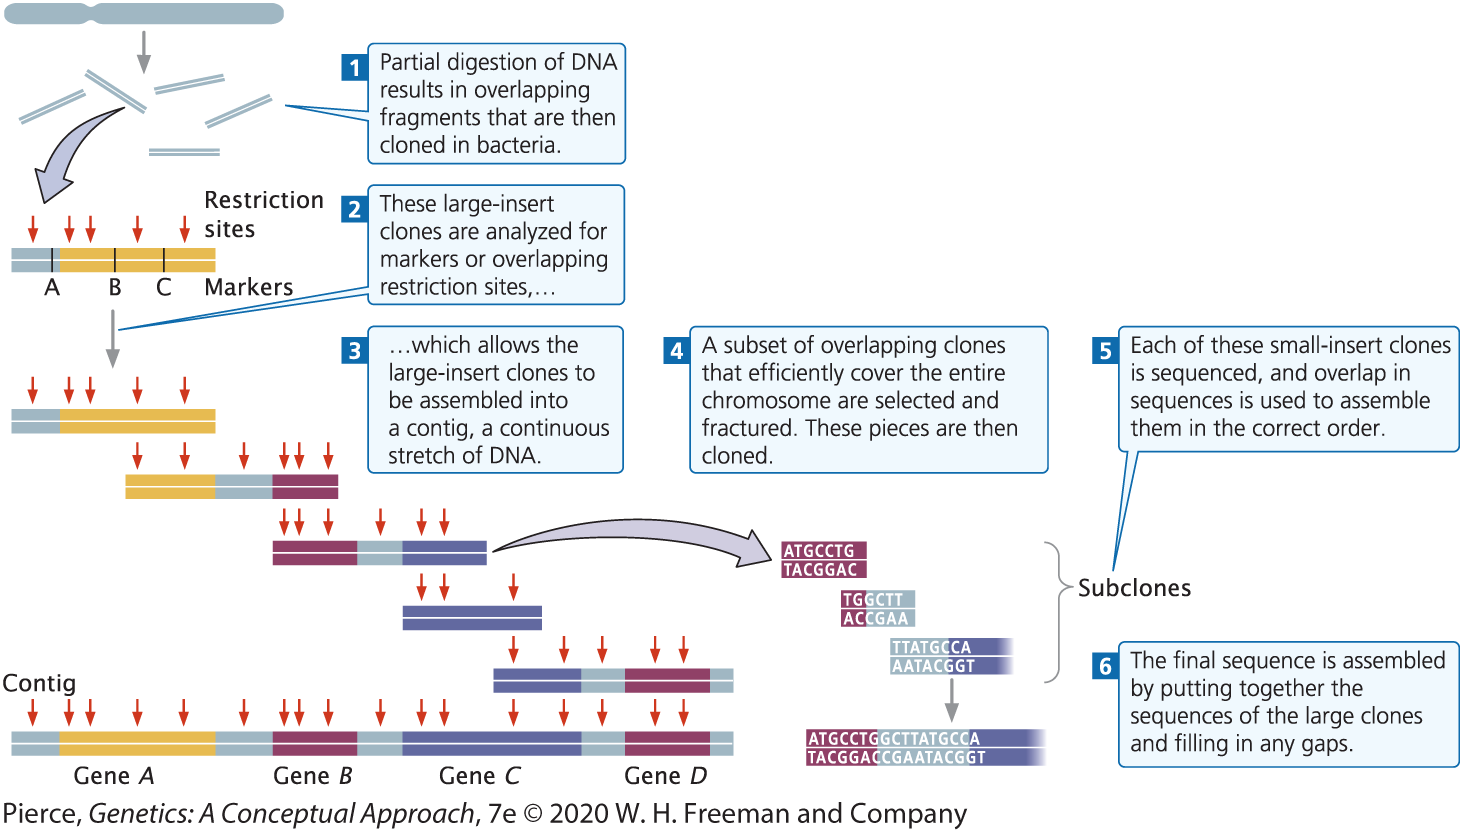 1
Partial digestion of DNA
results in overlapping
fragments that are then
cloned in bacteria.
Restriction
sites
A B C Markers
2
These large-insert
clones are analyzed for
markers or overlapping
restriction sites,…
3
…which allows the
large-insert clones to
be assembled into
a contig, a continuous
stretch of DNA.
4
A subset of overlapping clones
that efficiently cover the entire
chromosome are selected and
fractured. These pieces are then
cloned.
5
Each of these small-insert clones
is sequenced, and overlap in
sequences is used to assemble
them in the correct order.
ATGCCTG
TACGGAC
TGGCTT
ACCGAA
TTATGCCA
AATACGGT
Subclones
6
The final sequence is assembled
by putting together the
sequences of the large clones
and filling in any gaps.
Contig
ATGCCTGGCTTATGCCA
TACGGACCGAATACGGT
Gene A Gene B Gene C Gene D
Pierce, Genetics: A Conceptual Approach, 7e © 2020 W. H. Freeman and Company